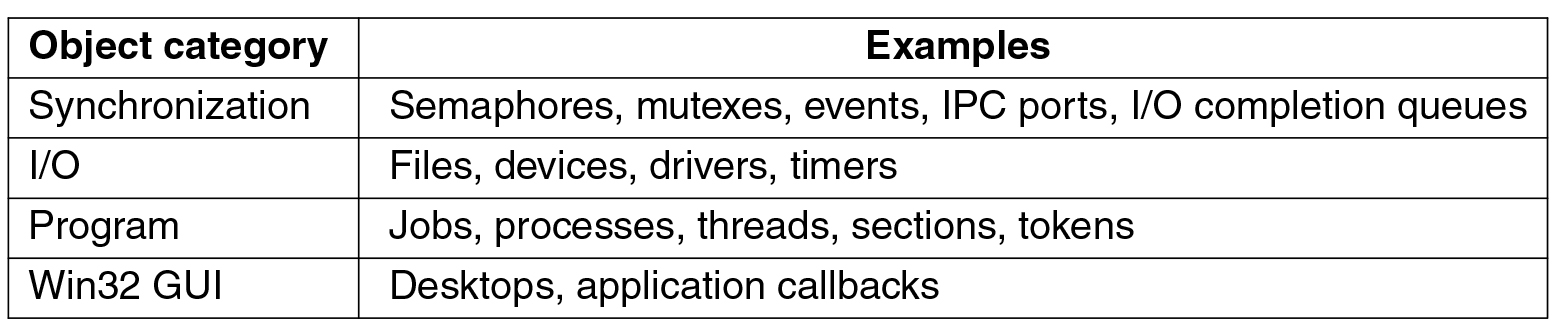 Object category Examples
Synchronization Semaphores, mutexes, events, IPC ports, I/O completion queues
I/O Files, devices, drivers, timers
Program Jobs, processes, threads, sections, tokens
Win32 GUI Desktops, application callbacks